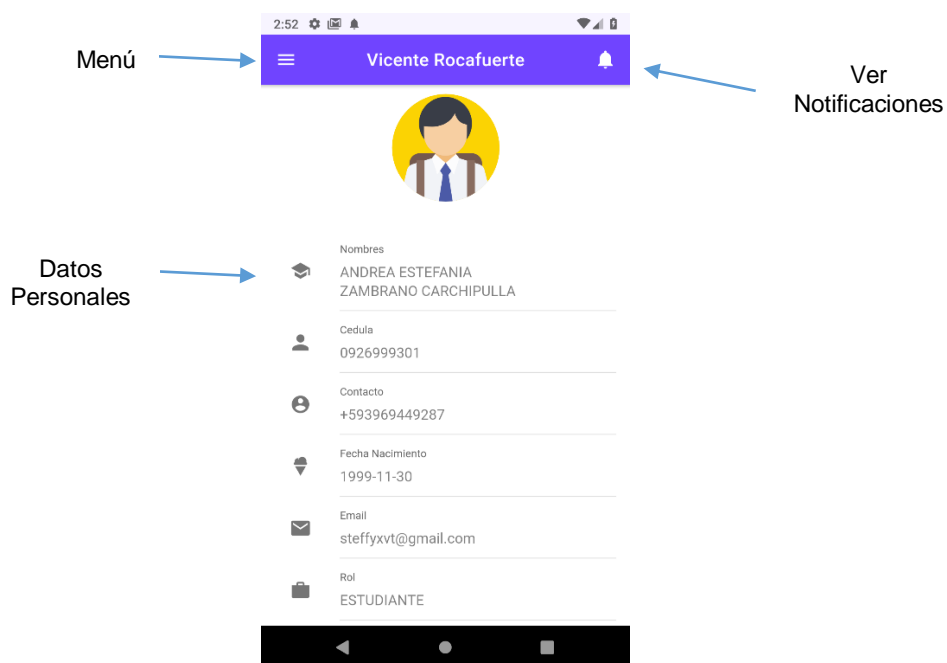 2:52
Menú
Vicente Rocafuerte
Ver
Notificaciones
Datos
Personales
Nombres
ANDREA ESTEFANIA
ZAMBRANO CARCHIPULLA
Cedula
0926999301
Contacto
+593969449287
Fecha Nacimiento
1999-11-30
Email
steffyxvt@gmail.com
Rol
ESTUDIANTE